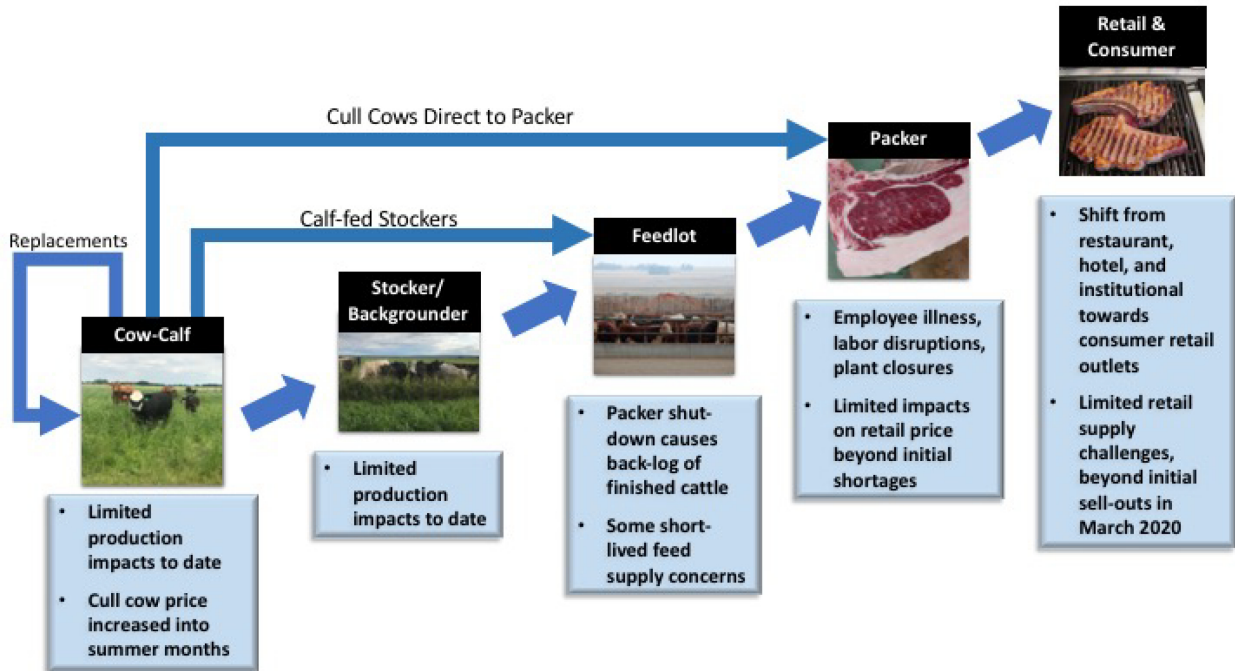 Retail &
Consumer
Cull Cows Direct to Packer
Packer
Calf-fed Stockers
Feedlot
Replacements
Stocker/
Backgrounder
Cow-Calf
• Shift from
restaurant,
hotel, and
institutional
towards
consumer retail
outlets
• Limited retail
supply
challenges,
beyond initial
sell-outs in
March 2020
• Employee illness,
labor disruptions,
plant closures
• Limited impacts
on retail price
beyond initial
shortages
• Packer shut-
down causes
back-log of
finished cattle
• Some short-
lived feed
supply concerns
• Limited
production
impacts to date
• Limited
production
impacts to date
• Cull cow price
increased into
summer months